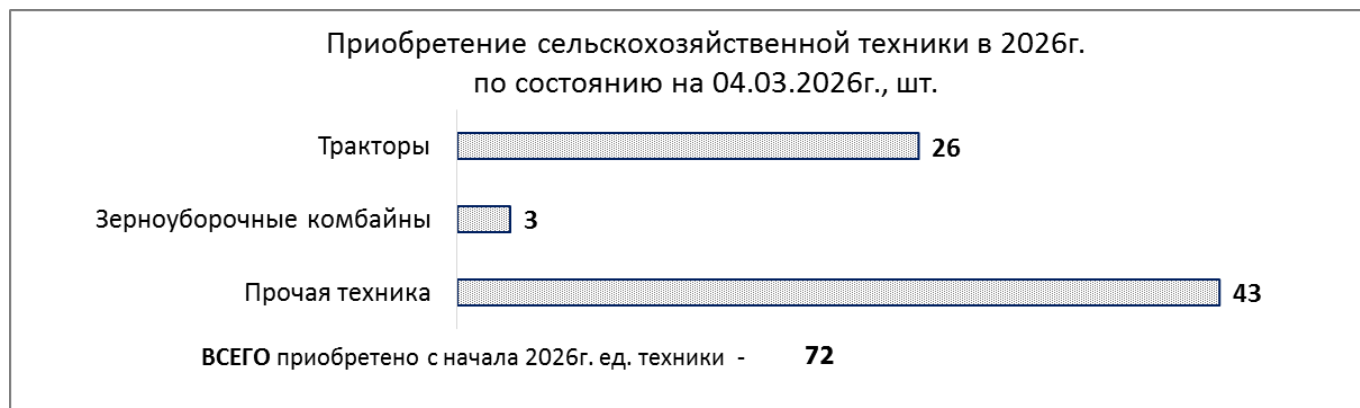 Приобретение сельскохозяйственной техники в 2026г.
по состоянию на 04.03.2026г., шт.
Тракторы 26
Зерноуборочные комбайны 3
Прочая техника 43
ВСЕГО приобретено с начала 2026г. ед. техники - 72